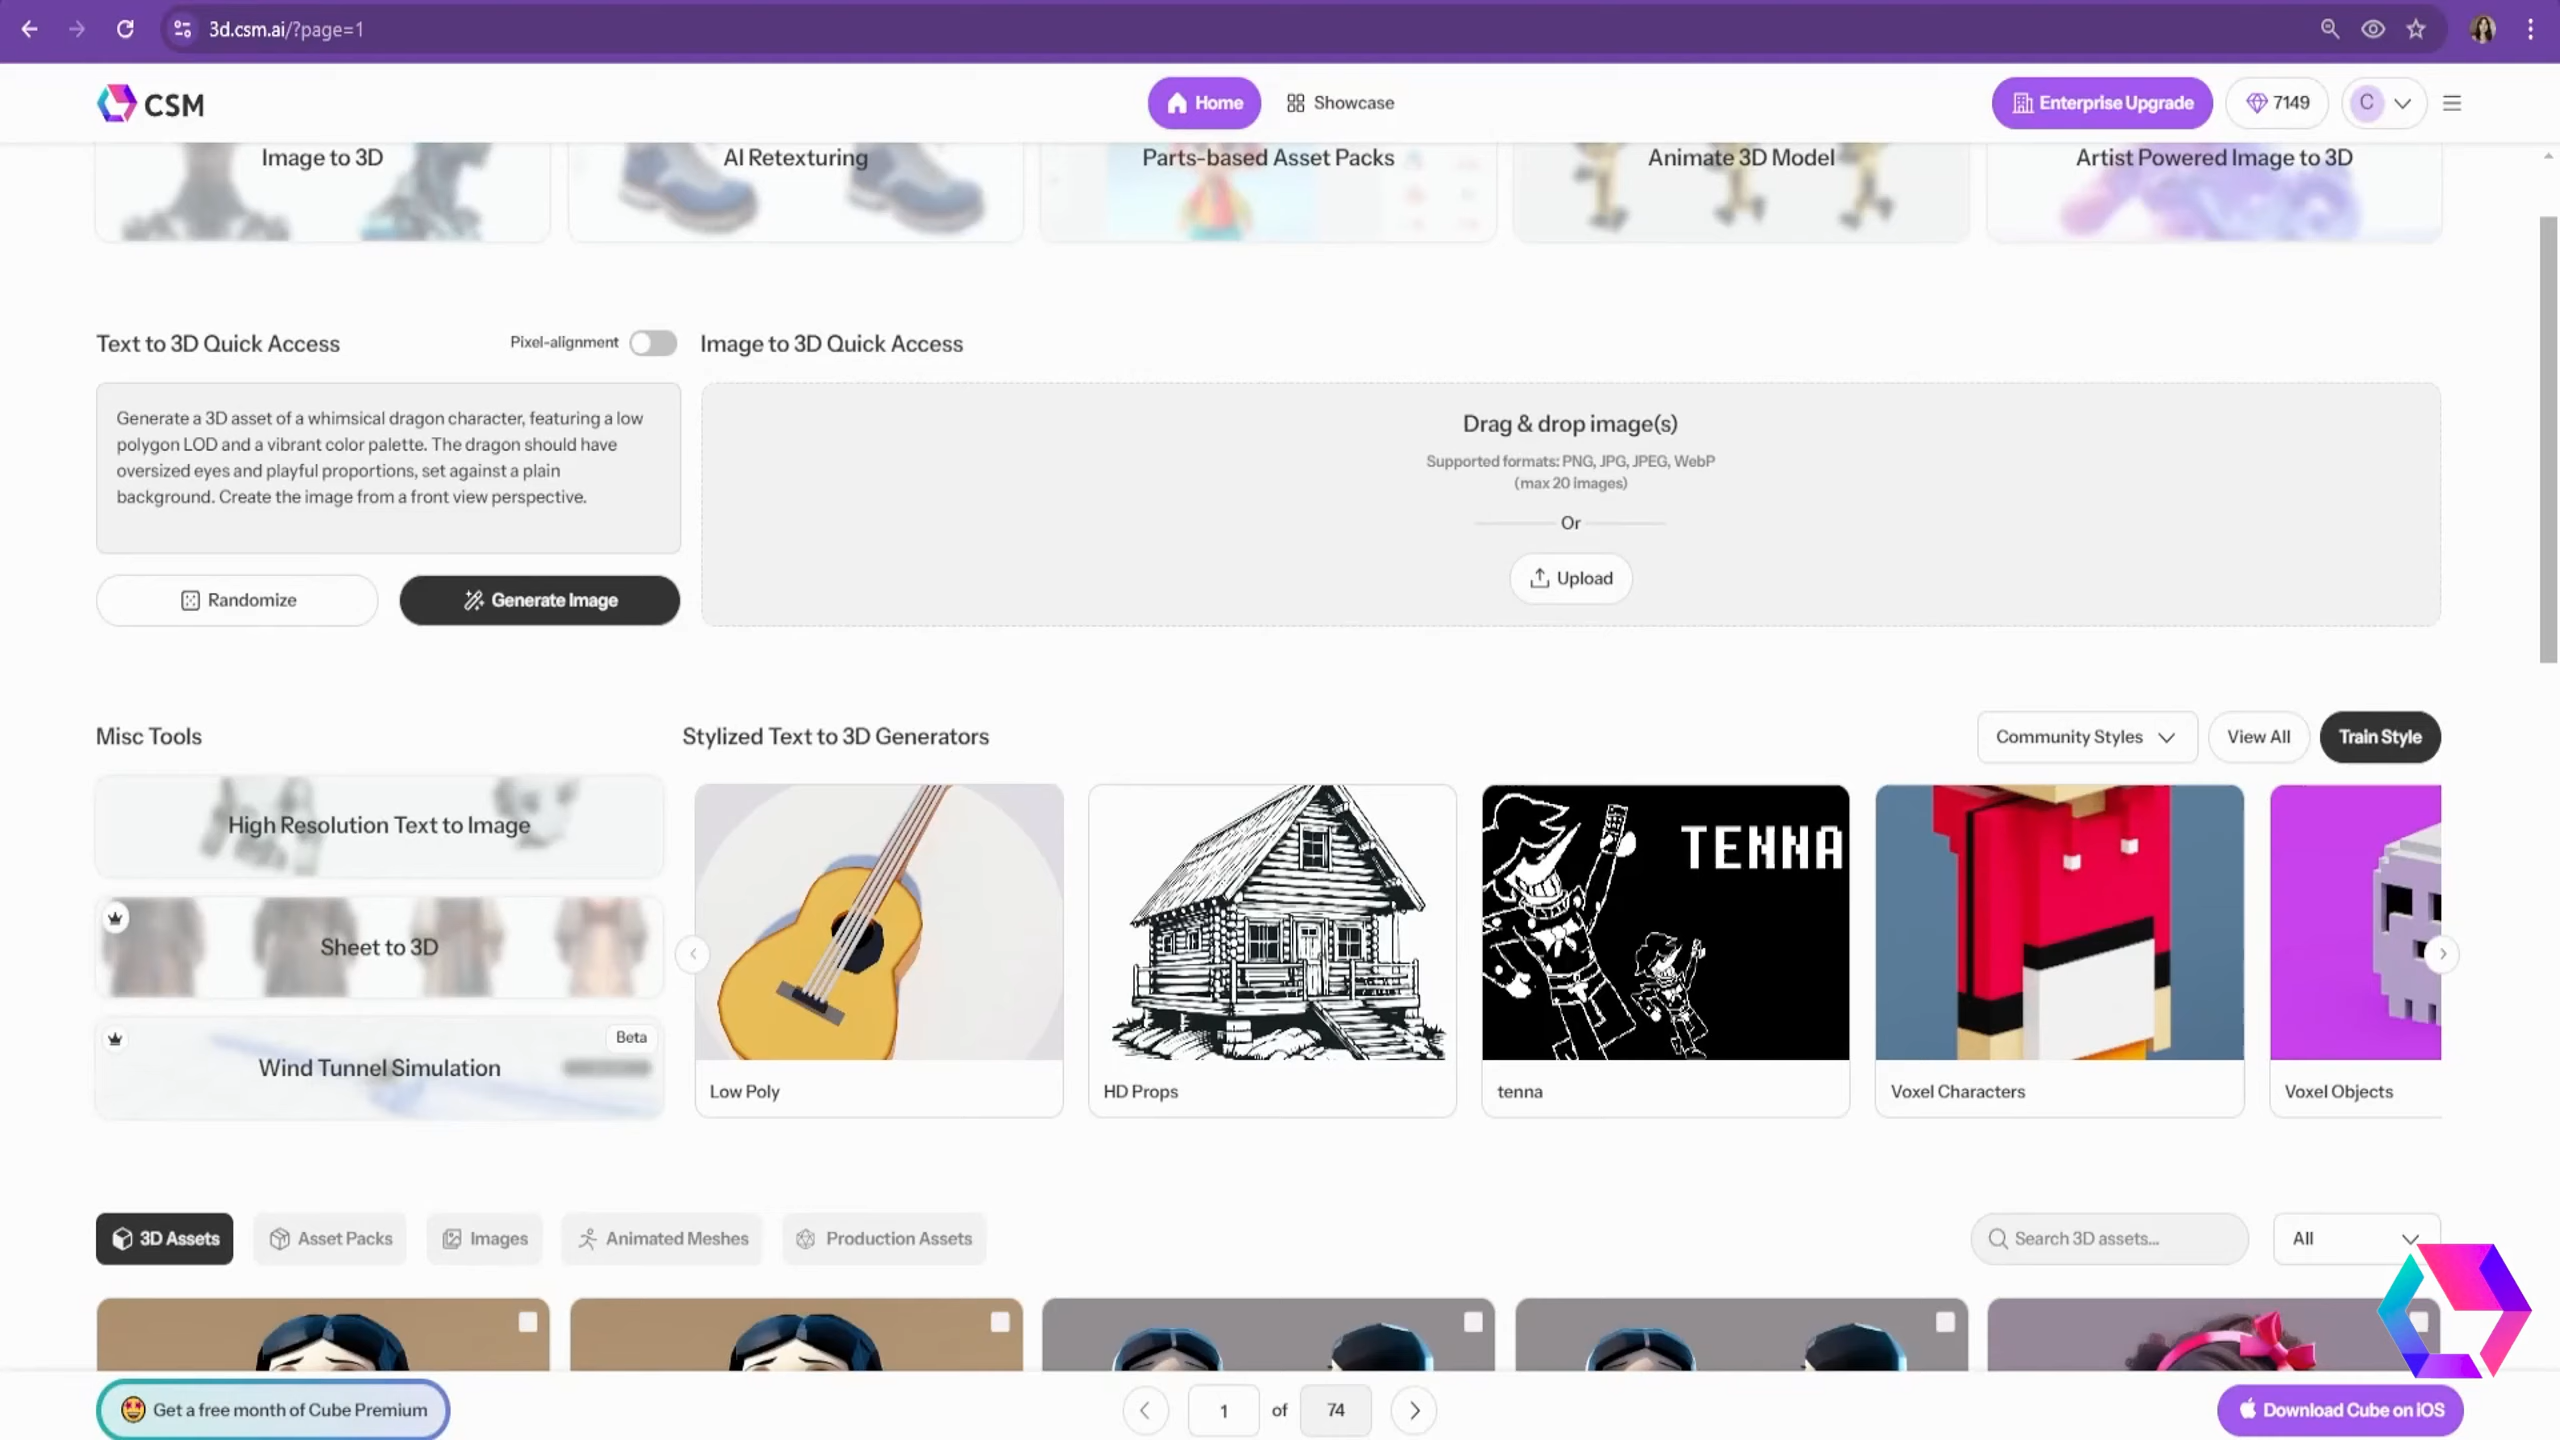 3d.csm.ai/?page=1
CSM
Home
Showcase
Enterprise Upgrade
7149
C
Image to 3D
AI Retexturing
Parts-based Asset Packs
Animate 3D Model
Artist Powered Image to 3D
Text to 3D Quick Access
Pixel-alignment
Image to 3D Quick Access
Generate a 3D asset of a whimsical dragon character, featuring a low
polygon LOD and a vibrant color palette. The dragon should have
oversized eyes and playful proportions, set against a plain
background. Create the image from a front view perspective.
Drag & drop image(s)
Supported formats: PNG, JPG, JPEG, WebP
(max 20 images)
Or
Upload
Randomize
Generate Image
Misc Tools
Stylized Text to 3D Generators
Community Styles
View All
Train Style
High Resolution Text to Image
Sheet to 3D
Beta
Wind Tunnel Simulation
TENNA
Low Poly
HD Props
tenna
Voxel Characters
Voxel Objects
3D Assets
Asset Packs
Images
Animated Meshes
Production Assets
Search 3D assets...
All
Get a free month of Cube Premium
1
of
74
Download Cube on iOS